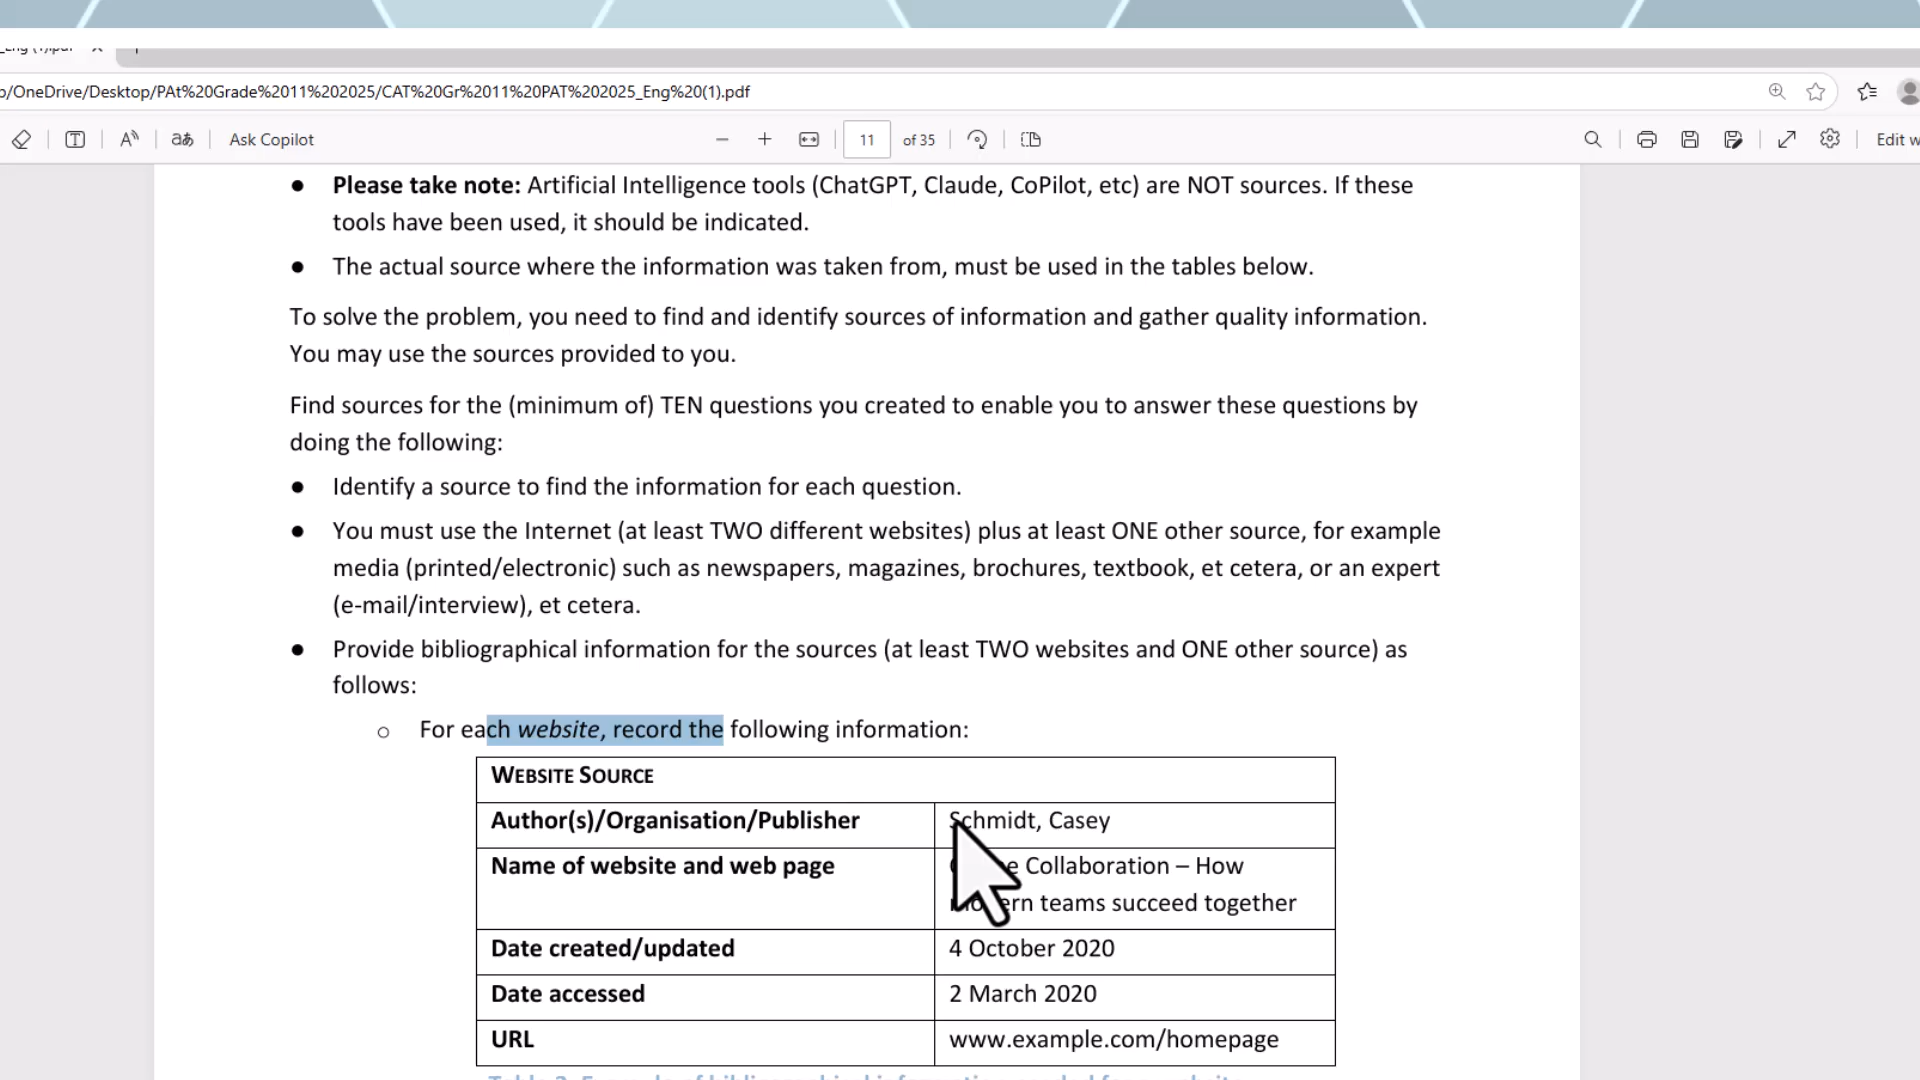 p/OneDrive/Desktop/PAt%20Grade%2011%202025/CAT%20Gr%2011%20PAT%202025_Eng%20(1).pdf
Ask Copilot
11 of 35
Edit w
● Please take note: Artificial Intelligence tools (ChatGPT, Claude, CoPilot, etc) are NOT sources. If these
tools have been used, it should be indicated.
● The actual source where the information was taken from, must be used in the tables below.
To solve the problem, you need to find and identify sources of information and gather quality information.
You may use the sources provided to you.
Find sources for the (minimum of) TEN questions you created to enable you to answer these questions by
doing the following:
● Identify a source to find the information for each question.
● You must use the Internet (at least TWO different websites) plus at least ONE other source, for example
media (printed/electronic) such as newspapers, magazines, brochures, textbook, et cetera, or an expert
(e-mail/interview), et cetera.
● Provide bibliographical information for the sources (at least TWO websites and ONE other source) as
follows:
○ For each website, record the following information:
WEBSITE SOURCE
Author(s)/Organisation/Publisher Schmidt, Casey
Name of website and web page Collaboration – How
teams succeed together
Date created/updated 4 October 2020
Date accessed 2 March 2020
URL www.example.com/homepage